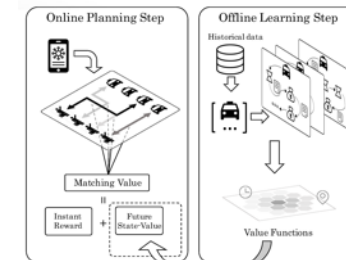 Online Planning Step
Matching Value
=
Instant
Reward
+
Future
State-Value
Offline Learning Step
Historical data
[ ... ]
Value Functions